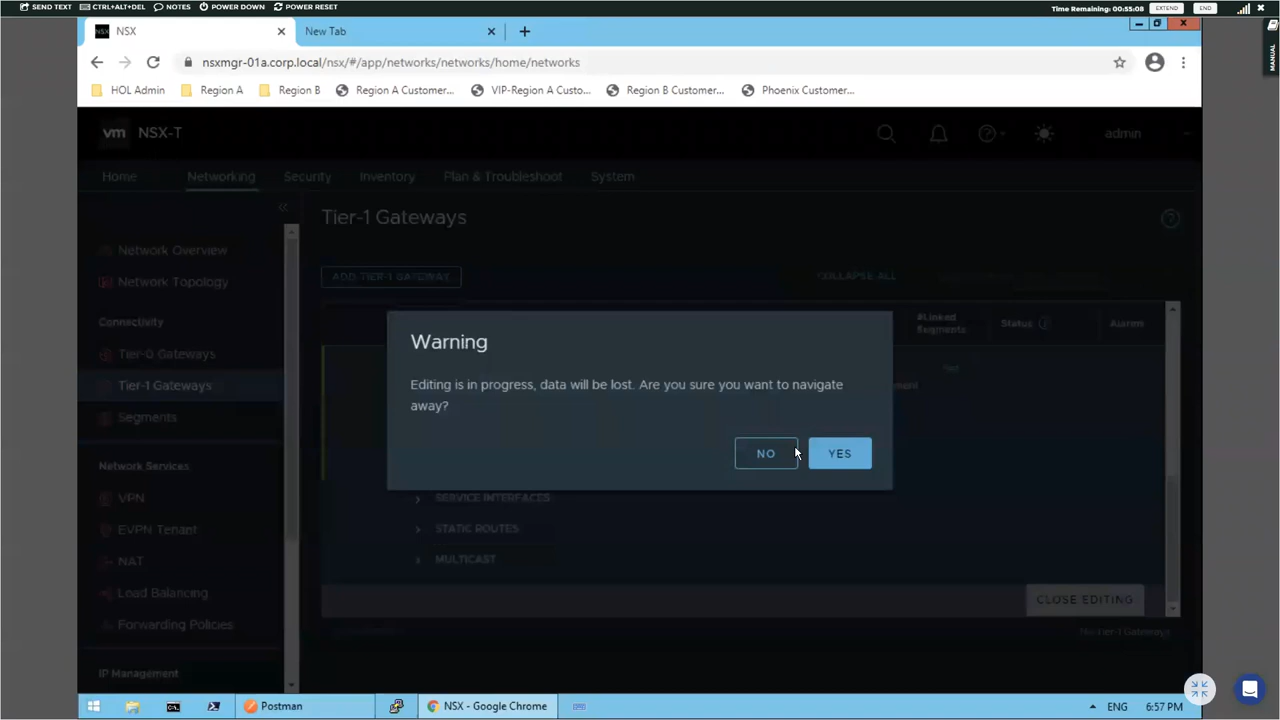 SEND TEXT
CTRL+ALT+DEL
NOTES
POWER DOWN
POWER RESET
Time Remaining: 00:55:08
EXTEND
END
MANUAL
NSX
NSX
New Tab
nsxmgr-01a.corp.local/nsx/#/app/networks/networks/home/networks
HOL Admin
Region A
Region B
Region A Customer...
VIP-Region A Custo...
Region B Customer...
Phoenix Customer...
vm NSX-T
admin
Home
Networking
Security
Inventory
Plan & Troubleshoot
System
Tier-1 Gateways
Network Overview
Network Topology
Connectivity
Tier-0 Gateways
Tier-1 Gateways
Segments
Network Services
VPN
EVPN Tenant
NAT
Load Balancing
Forwarding Policies
IP Management
ADD TIER-1 GATEWAY
COLLAPSE ALL
#Linked
Segments
Status
Alarms
Warning
Editing is in progress, data will be lost. Are you sure you want to navigate
away?
NO
YES
SERVICE INTERFACES
STATIC ROUTES
MULTICAST
CLOSE EDITING
Tier-1 Gateways
Postman
NSX - Google Chrome
ENG
6:57 PM